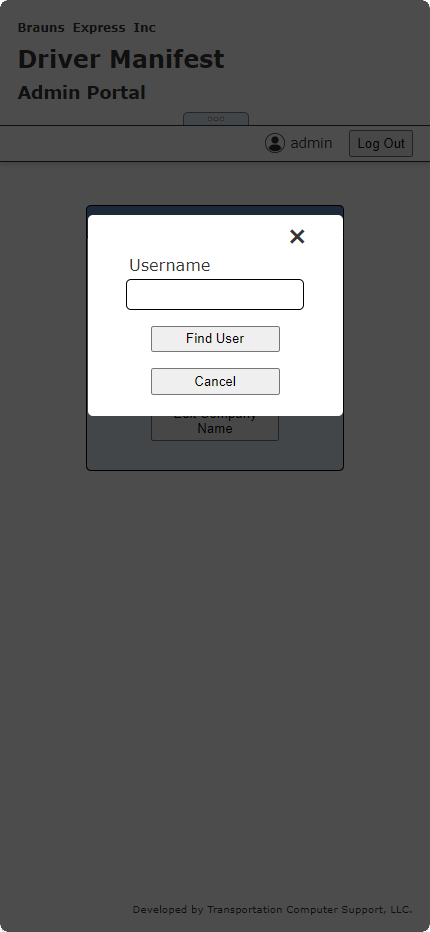 Brauns Express Inc
Driver Manifest
Admin Portal
admin
Log Out
Username
Find User
Cancel
Edit Company
Name
Developed by Transportation Computer Support, LLC.